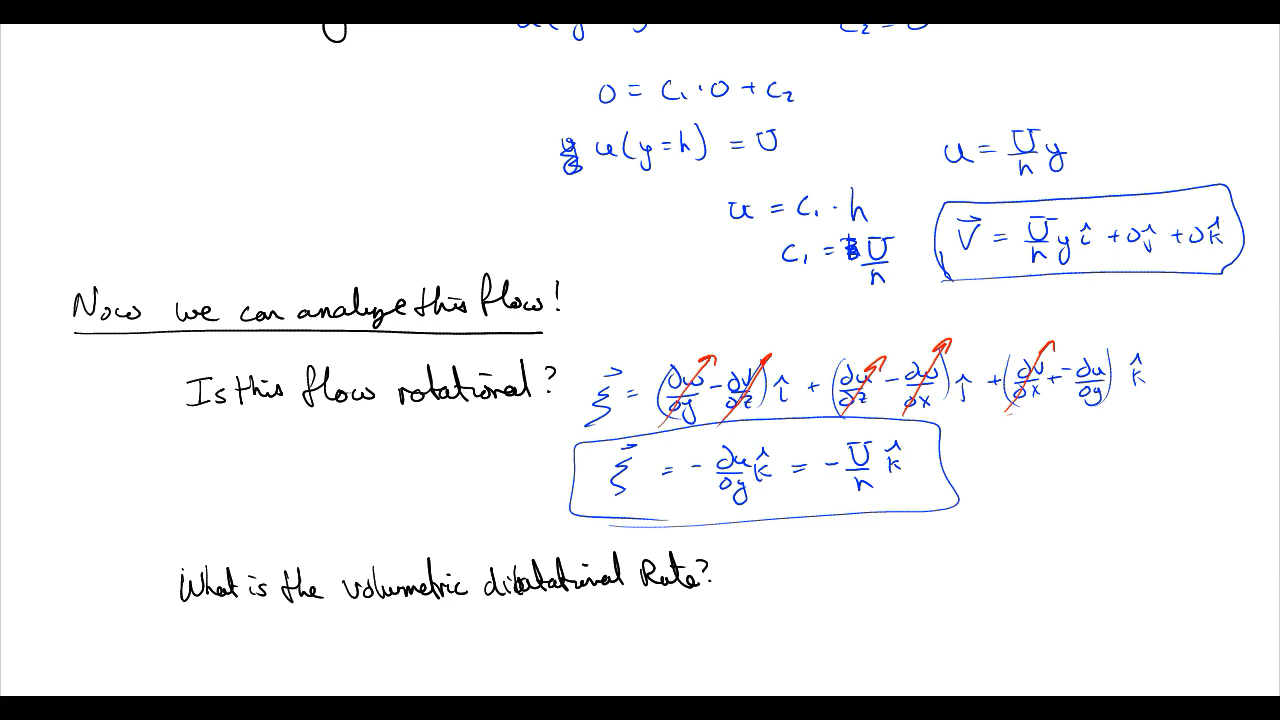 0 = C₁ · 0 + C₂
u(y=h) = U
u = U/h y
u = C₁ · h
C₁ = U/h
V⃗ = U/h y î + 0ĵ + 0k̂
Now we can analyze this flow!
Is this flow rotational?
ξ⃗ = (∂w/∂y - ∂v/∂z) î + (∂u/∂z - ∂w/∂x) ĵ + (∂v/∂x + - ∂u/∂y) k̂
ξ⃗ = - ∂u/∂y k̂ = - U/h k̂
What is the volumetric dilatational Rate?